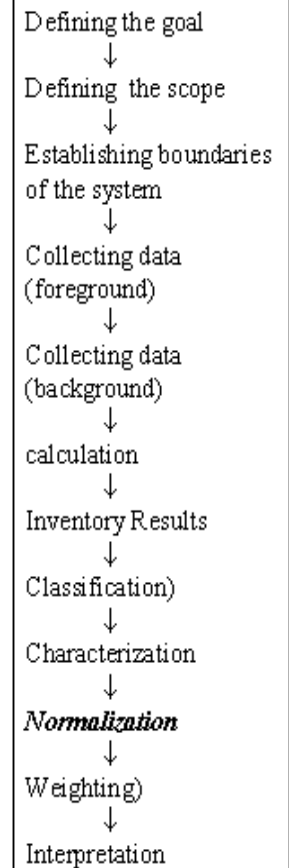 Defining the goal
↓
Defining the scope
↓
Establishing boundaries
of the system
↓
Collecting data
(foreground)
↓
Collecting data
(background)
↓
calculation
↓
Inventory Results
↓
Classification)
↓
Characterization
↓
Normalization
↓
Weighting)
↓
Interpretation